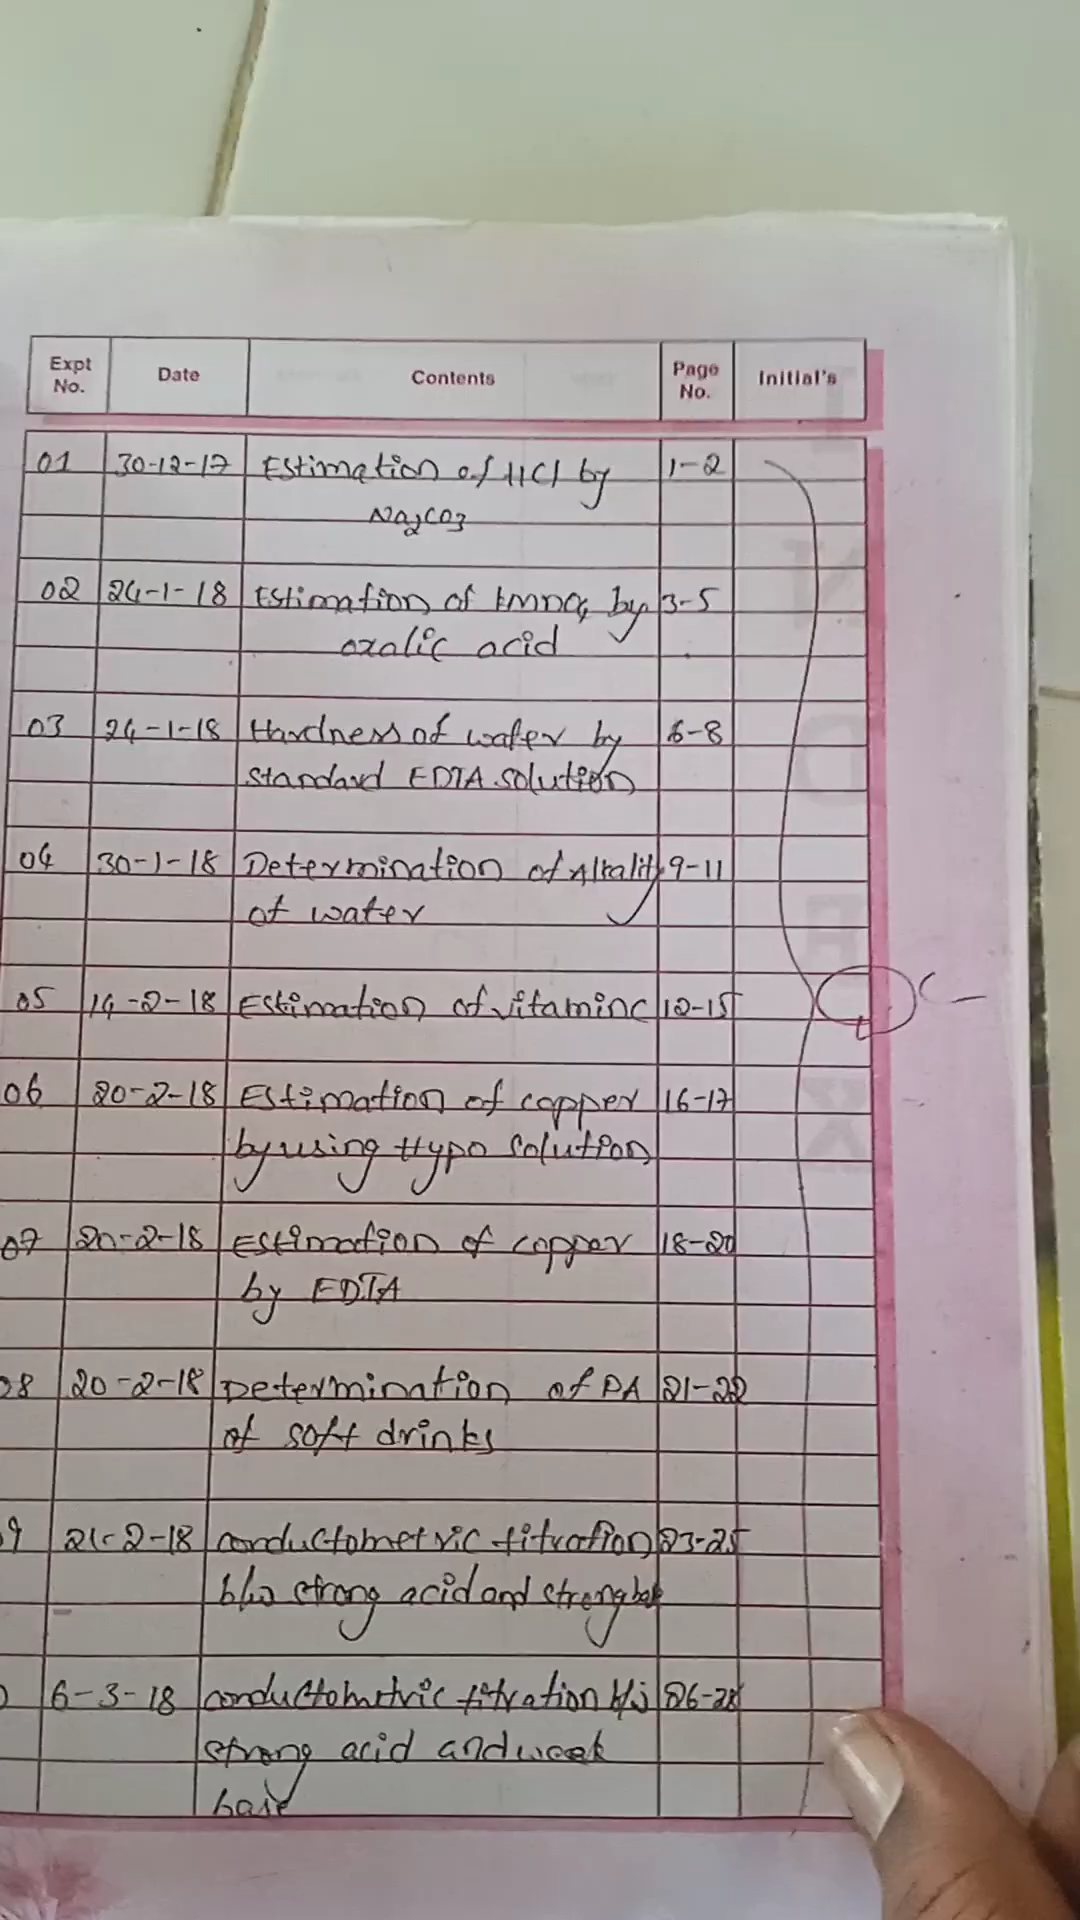 Expt No. Date Contents Page No. Initial's
01 30-12-17 Estimation of HCl by 1-2
Na2CO3
02 24-1-18 Estimation of kmno4 by 3-5
oxalic acid
03 24-1-18 Hardness of water by 6-8
standard EDTA solution
04 30-1-18 Determination of Alkality 9-11
of water
05 14-2-18 Estimation of vitaminc 12-15
06 20-2-18 Estimation of copper 16-17
by using Hypo solution
07 20-2-18 Estimation of copper 18-20
by EDTA
08 20-2-18 Determination of PA 21-22
of soft drinks
9 21-2-18 conductometric titration 23-25
b/w strong acid and strong
6-3-18 conductometric titration b/w 26-28
strong acid and weak
base